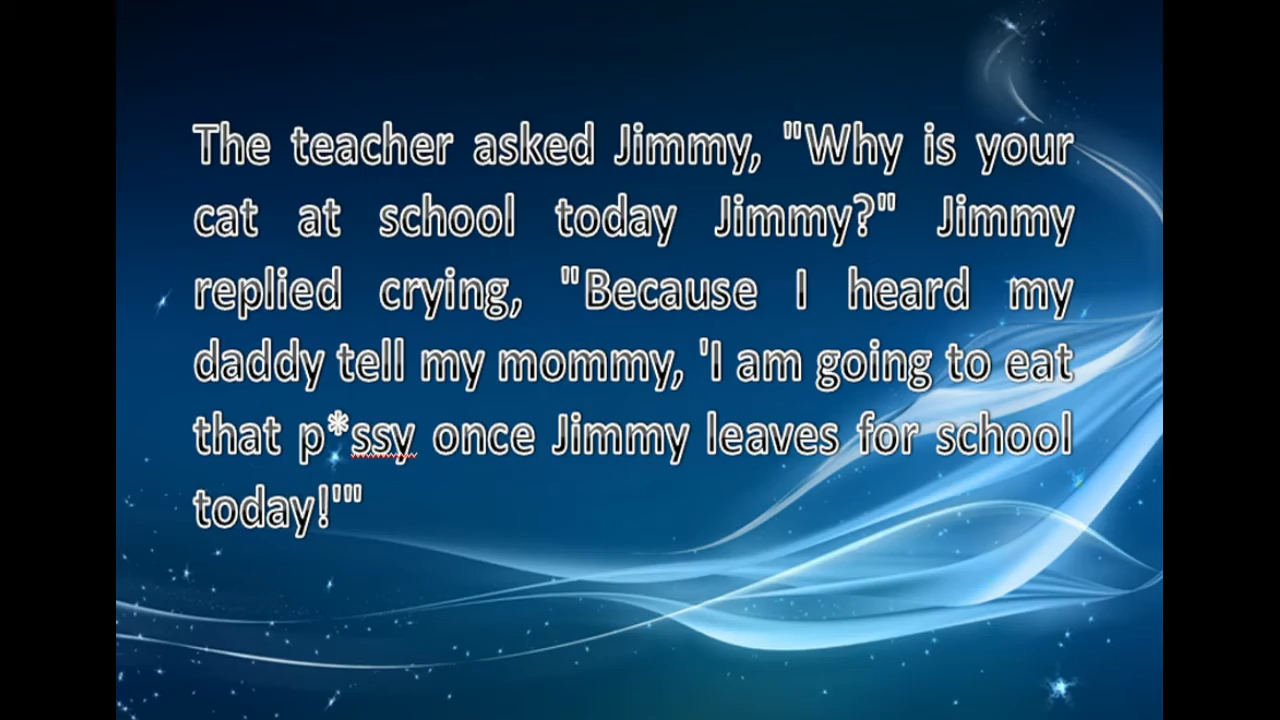 The teacher asked Jimmy, "Why is your
cat at school today Jimmy?" Jimmy
replied crying, "Because I heard my
daddy tell my mommy, 'I am going to eat
that p*ssy once Jimmy leaves for school
today!'"